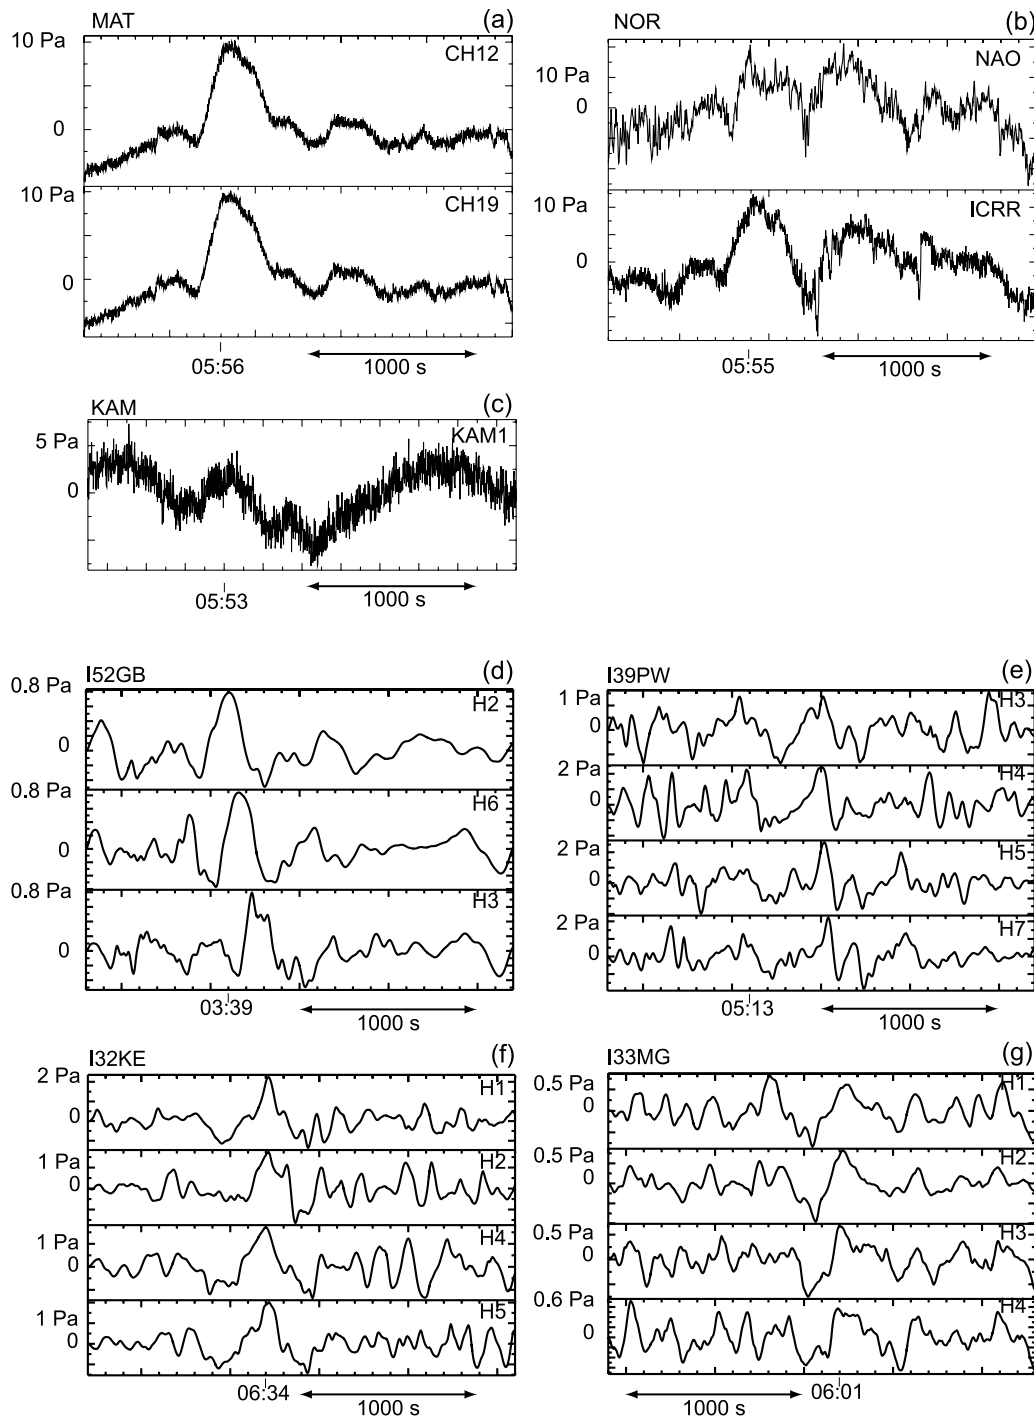 MAT
(a)
10 Pa
CH12
0
10 Pa
CH19
0
05:56
1000 s
NOR
(b)
NAO
10 Pa
0
10 Pa
ICRR
0
05:55
1000 s
KAM
(c)
5 Pa
KAM1
0
05:53
1000 s
I52GB
(d)
0.8 Pa
H2
0
0.8 Pa
H6
0
0.8 Pa
H3
0
03:39
1000 s
I39PW
(e)
1 Pa
H3
0
2 Pa
H4
0
2 Pa
H5
0
2 Pa
H7
0
05:13
1000 s
I32KE
(f)
2 Pa
H1
0
1 Pa
H2
0
1 Pa
H4
0
1 Pa
H5
0
06:34
1000 s
I33MG
(g)
0.5 Pa
H1
0
0.5 Pa
H2
0
0.5 Pa
H3
0
0.6 Pa
H4
0
1000 s
06:01